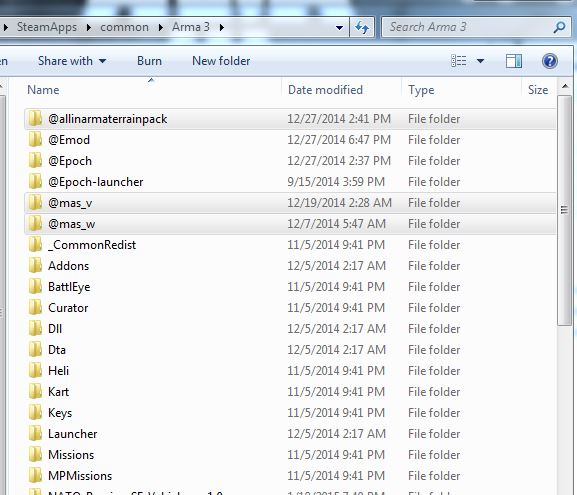 SteamApps common Arma 3 Search Arma 3
Share with Burn New folder
Name Date modified Type Size
@allinarmaterrainpack 12/27/2014 2:41 PM File folder
@Emod 12/27/2014 6:47 PM File folder
@Epoch 12/27/2014 2:37 PM File folder
@Epoch-launcher 9/15/2014 3:59 PM File folder
@mas_v 12/19/2014 2:28 AM File folder
@mas_w 12/7/2014 5:47 AM File folder
_CommonRedist 11/5/2014 9:41 PM File folder
Addons 12/5/2014 2:17 AM File folder
BattlEye 11/5/2014 9:41 PM File folder
Curator 11/5/2014 9:41 PM File folder
Dll 12/5/2014 2:17 AM File folder
Dta 12/5/2014 2:17 AM File folder
Heli 11/5/2014 9:41 PM File folder
Kart 11/5/2014 9:41 PM File folder
Keys 11/5/2014 9:41 PM File folder
Launcher 12/5/2014 2:17 AM File folder
Missions 11/5/2014 9:41 PM File folder
MPMissions 11/5/2014 9:41 PM File folder